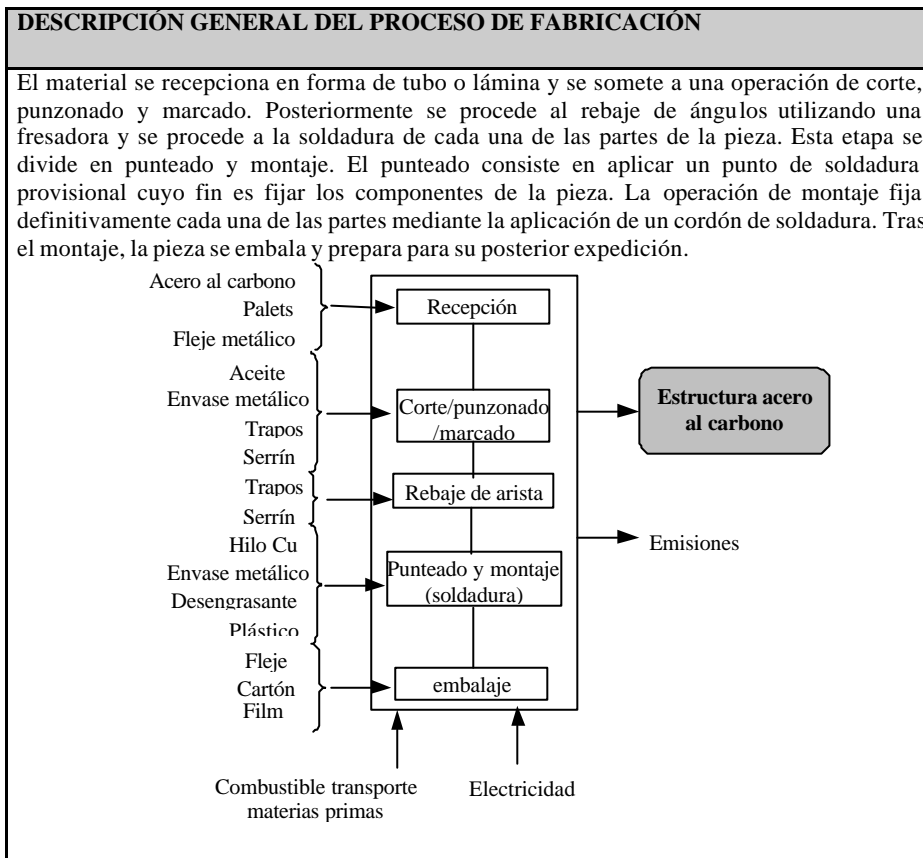 DESCRIPCIÓN GENERAL DEL PROCESO DE FABRICACIÓN
El material se recepciona en forma de tubo o lámina y se somete a una operación de corte,
punzonado y marcado. Posteriormente se procede al rebaje de ángulos utilizando una
fresadora y se procede a la soldadura de cada una de las partes de la pieza. Esta etapa se
divide en punteado y montaje. El punteado consiste en aplicar un punto de soldadura
provisional cuyo fin es fijar los componentes de la pieza. La operación de montaje fija
definitivamente cada una de las partes mediante la aplicación de un cordón de soldadura. Tras
el montaje, la pieza se embala y prepara para su posterior expedición.
Acero al carbono
Palets
Fleje metálico
Recepción
Aceite
Envase metálico
Trapos
Serrín
Corte/punzonado
/marcado
Trapos
Serrín
Rebaje de arista
Hilo Cu
Envase metálico
Desengrasante
Plástico
Punteado y montaje
(soldadura)
Fleje
Cartón
Film
embalaje
Estructura acero
al carbono
Emisiones
Combustible transporte
materias primas
Electricidad